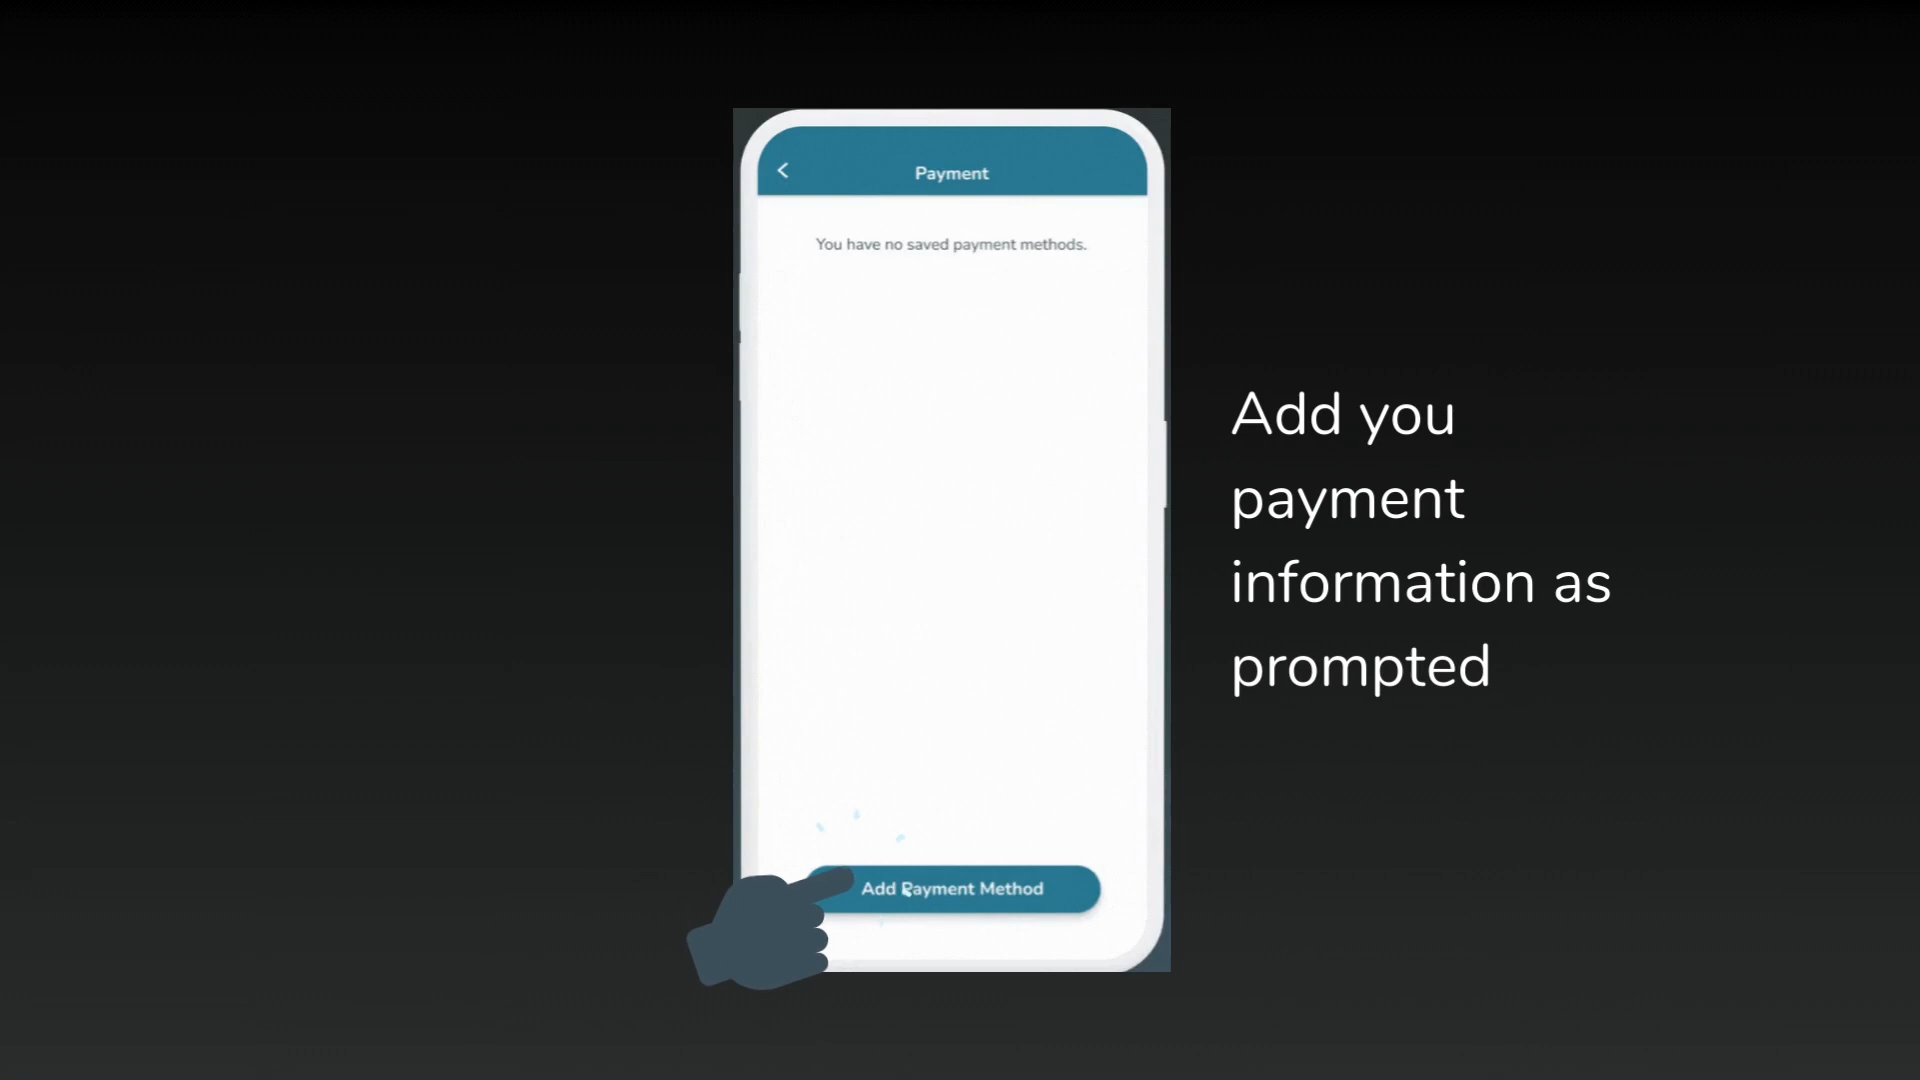 Payment
You have no saved payment methods.
Add you
payment
information as
prompted
Add Payment Method